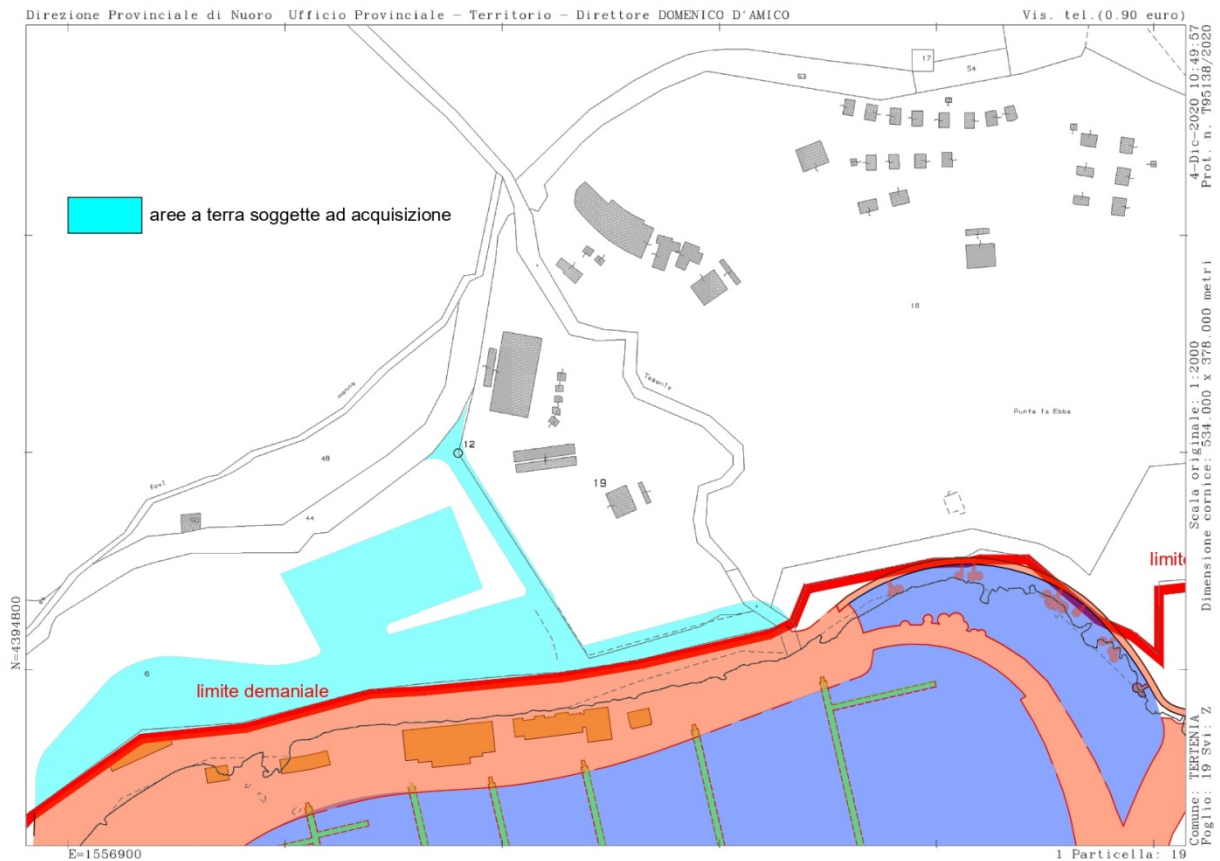 Direzione Provinciale di Nuoro Ufficio Provinciale - Territorio - Direttore DOMENICO D'AMICO
Vis. tel.(0.90 euro)
4-Dic-2020 10:49:57
Prot. n. T95138/2020
17
53
54
aree a terra soggette ad acquisizione
18
manna
Tesonis
Punta Is Ebba
12
48
19
44
limite
6
limite demaniale
Scala originale: 1:2000
Dimensione cornice: 534.000 x 378.000 metri
N=4394800
Comune: TERTENIA
Foglio: 19 Svi: Z
E=1556900
1 Particella: 19